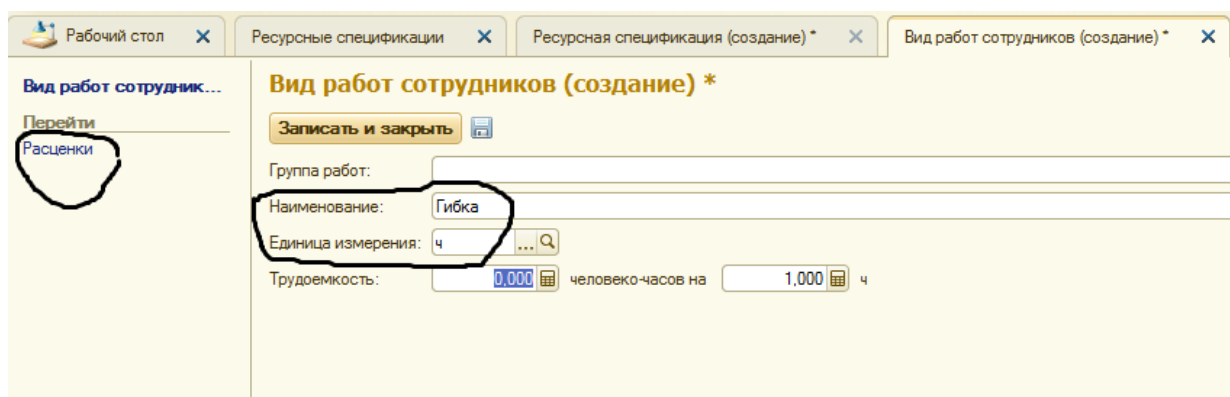 Рабочий стол
Ресурсные спецификации
Ресурсная спецификация (создание) *
Вид работ сотрудников (создание) *
Вид работ сотрудник...
Перейти
Расценки
Вид работ сотрудников (создание) *
Записать и закрыть
Группа работ:
Наименование: Гибка
Единица измерения: ч ...
Трудоемкость: 0,000 человеко-часов на 1,000 ч